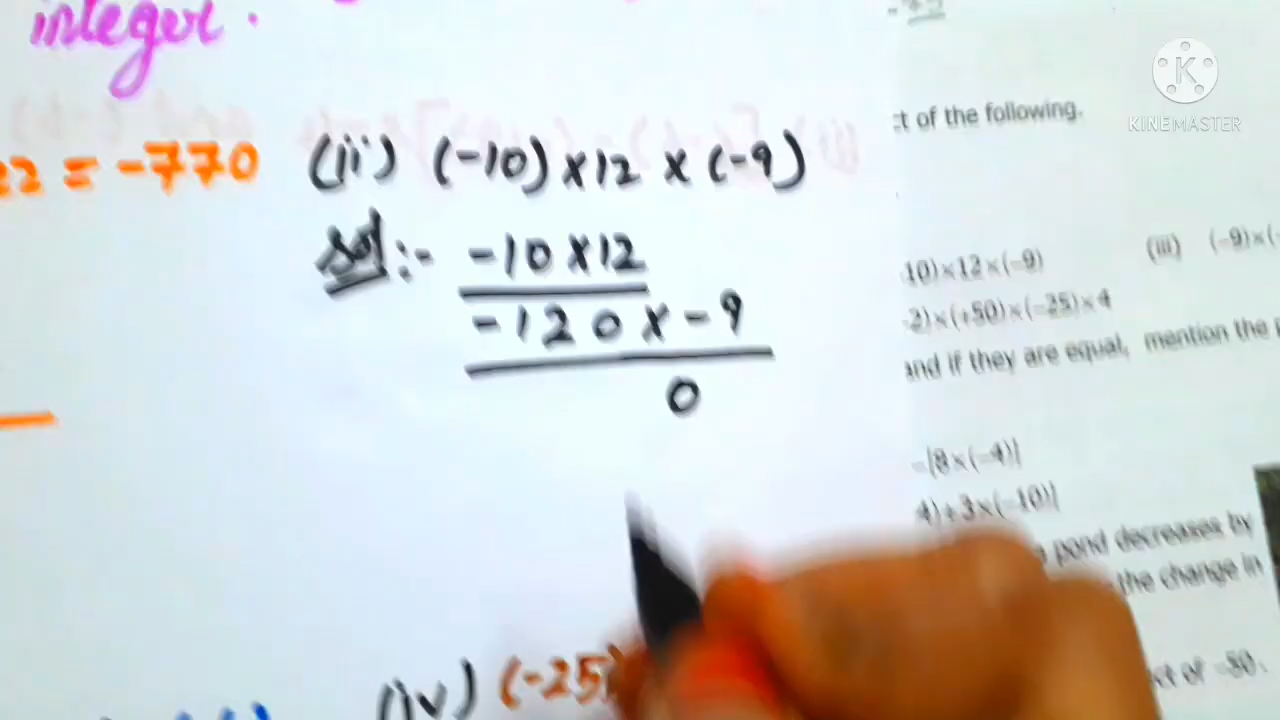 integer.
22 = -770
(ii) (-10) × 12 × (-9)
Sol:- -10 × 12
-120 × -9
0
(iv) (-25)
KINEMASTER
ct of the following.
(iii) (-9)×(-
10)×12×(-9)
-2)×(+50)×(-25)×4
and if they are equal, mention the
-[8×(-4)]
4)+3×(-10)]
pond decreases by
the change in
ct of -50.